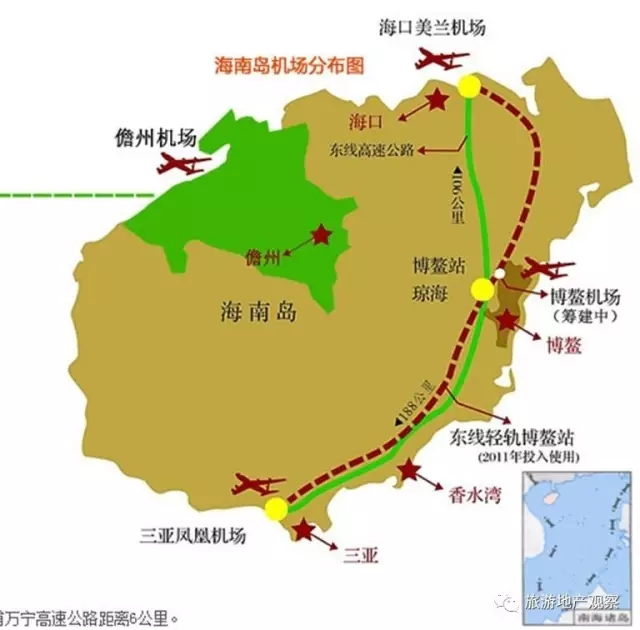 海口美兰机场
海南岛机场分布图
海口
儋州机场
东线高速公路
106公里
儋州
博鳌站
琼海
博鳌机场
（筹建中）
海南岛
博鳌
188公里
东线轻轨博鳌站
(2011年投入使用)
香水湾
三亚凤凰机场
三亚
旅游地产观察
南海诸岛
万宁高速公路距离6公里。